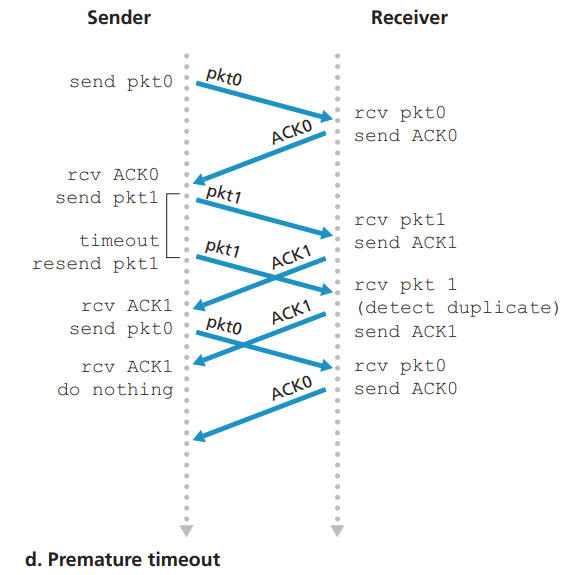 Sender
Receiver
send pkt0
pkt0
rcv pkt0
send ACK0
ACK0
rcv ACK0
send pkt1
pkt1
rcv pkt1
send ACK1
timeout
resend pkt1
pkt1
ACK1
rcv pkt 1
(detect duplicate)
send ACK1
rcv ACK1
send pkt0
pkt0
ACK1
rcv ACK1
do nothing
rcv pkt0
send ACK0
ACK0
d. Premature timeout